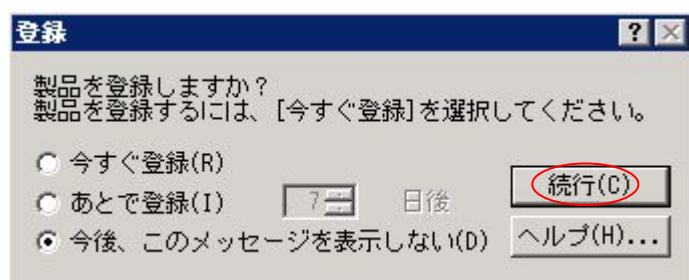 登録
製品を登録しますか？
製品を登録するには、[今すぐ登録]を選択してください。
今すぐ登録(R)
あとで登録(I) 7 日後
今後、このメッセージを表示しない(D)
続行(C)
ヘルプ(H)...